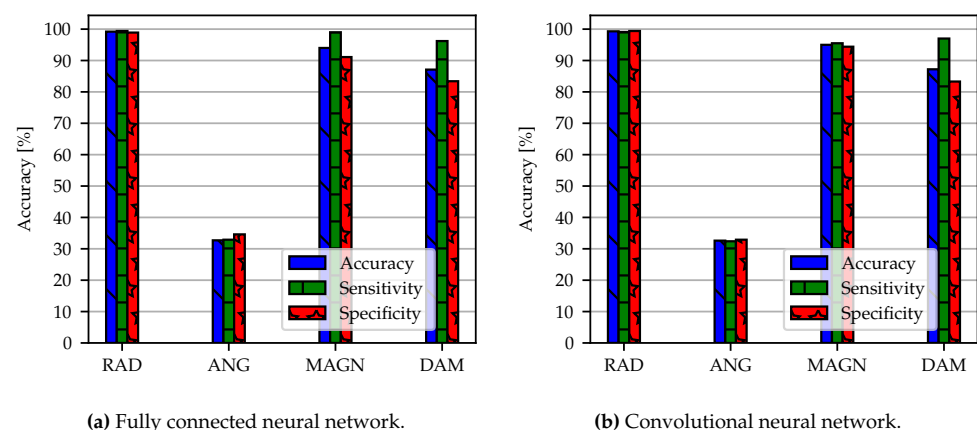 100
90
80
70
60
50
40
30
20
10
0
Accuracy [%]
RAD ANG MAGN DAM
Accuracy
Sensitivity
Specificity
(a) Fully connected neural network.
100
90
80
70
60
50
40
30
20
10
0
Accuracy [%]
RAD ANG MAGN DAM
Accuracy
Sensitivity
Specificity
(b) Convolutional neural network.